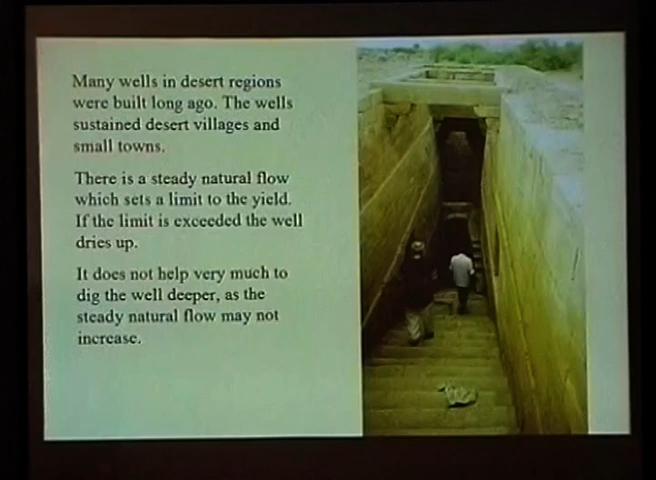 Many wells in desert regions
were built long ago. The wells
sustained desert villages and
small towns.
There is a steady natural flow
which sets a limit to the yield.
If the limit is exceeded the well
dries up.
It does not help very much to
dig the well deeper, as the
steady natural flow may not
increase.